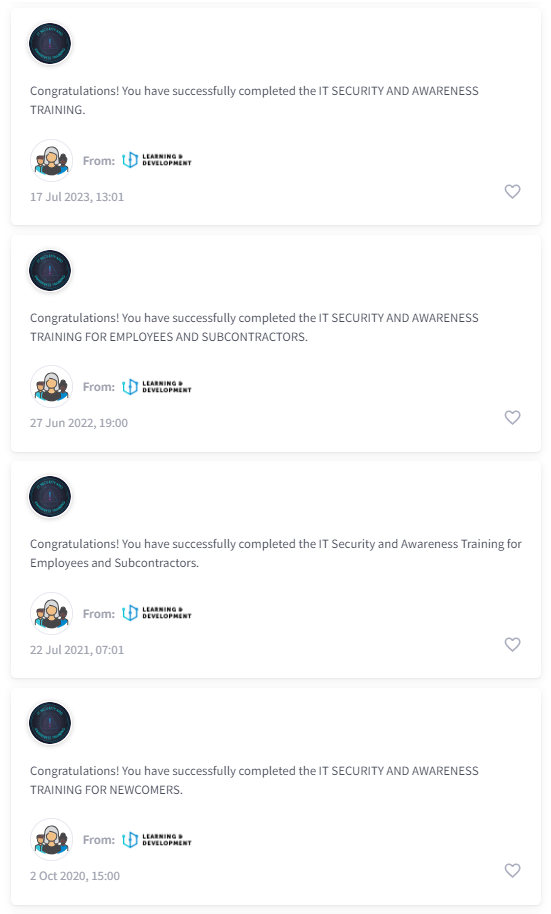 Congratulations! You have successfully completed the IT SECURITY AND AWARENESS
TRAINING.
From: LEARNING &
DEVELOPMENT
17 Jul 2023, 13:01
Congratulations! You have successfully completed the IT SECURITY AND AWARENESS
TRAINING FOR EMPLOYEES AND SUBCONTRACTORS.
From: LEARNING &
DEVELOPMENT
27 Jun 2022, 19:00
Congratulations! You have successfully completed the IT Security and Awareness Training for
Employees and Subcontractors.
From: LEARNING &
DEVELOPMENT
22 Jul 2021, 07:01
Congratulations! You have successfully completed the IT SECURITY AND AWARENESS
TRAINING FOR NEWCOMERS.
From: LEARNING &
DEVELOPMENT
2 Oct 2020, 15:00